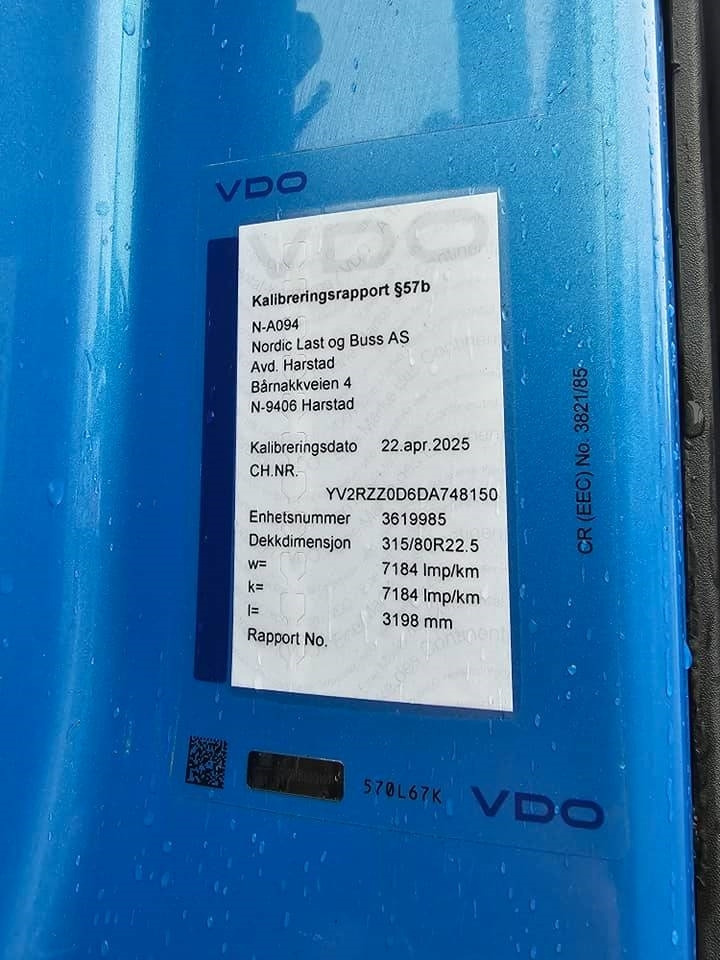 VDO
VDO
Kalibreringsrapport §57b
N-A094
Nordic Last og Buss AS
Avd. Harstad
Bårnakkveien 4
N-9406 Harstad
Kalibreringsdato 22.apr.2025
CH.NR.
YV2RZZ0D6DA748150
Enhetsnummer 3619985
Dekkdimensjon 315/80R22.5
w= 7184 Imp/km
k= 7184 Imp/km
l= 3198 mm
Rapport No.
CR (EEC) No. 3821/85
570L67K
VDO